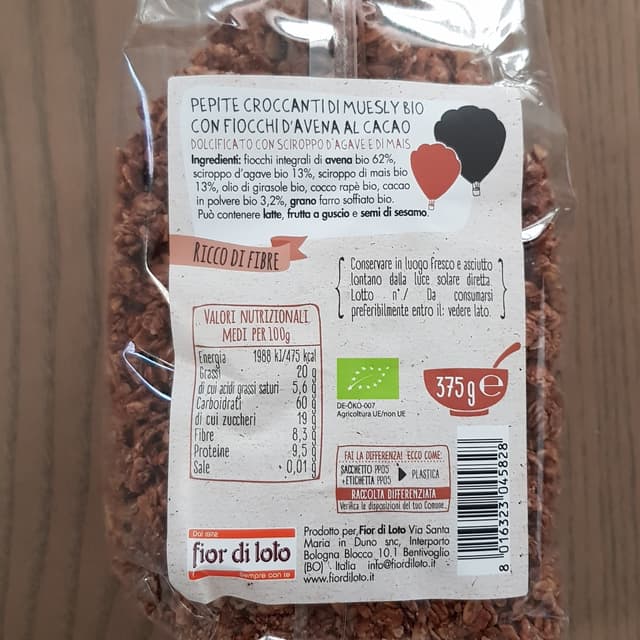 PEPITE CROCCANTI DI MUESLY BIO
CON FIOCCHI D'AVENA AL CACAO
DOLCIFICATO CON SCIROPPO D'AGAVE E DI MAIS
Ingredienti: fiocchi integrali di avena bio 62%,
sciroppo d'agave bio 13%, sciroppo di mais bio
13%, olio di girasole bio, cocco rapè bio, cacao
in polvere bio 3,2%, grano farro soffiato bio.
Può contenere latte, frutta a guscio e semi di sesamo.
RICCO DI FIBRE
Conservare in luogo fresco e asciutto
lontano dalla luce solare diretta.
Lotto n°/ Da consumarsi
preferibilmente entro il: vedere lato.
VALORI NUTRIZIONALI
MEDI PER 100g
Energia 1988 kJ/475 kcal
Grassi 20 g
di cui acidi grassi saturi 5,6 g
Carboidrati 60 g
di cui zuccheri 19 g
Fibre 8,3 g
Proteine 9,5 g
Sale 0,01 g
DE-ÖKO-007
Agricoltura UE/non UE
375g e
FAI LA DIFFERENZA! ECCO COME:
SACCHETTO PP05
+ETICHETTA PP05
PLASTICA
RACCOLTA DIFFERENZIATA
Verifica le disposizioni del tuo Comune.
8 016323 045828
Dal 1972
fior di loto
sempre con te
Prodotto per Fior di Loto Via Santa
Maria in Duno snc, Interporto
Bologna Blocco 10.1 Bentivoglio
(BO) Italia info@fiordiloto.it
www.fiordiloto.it